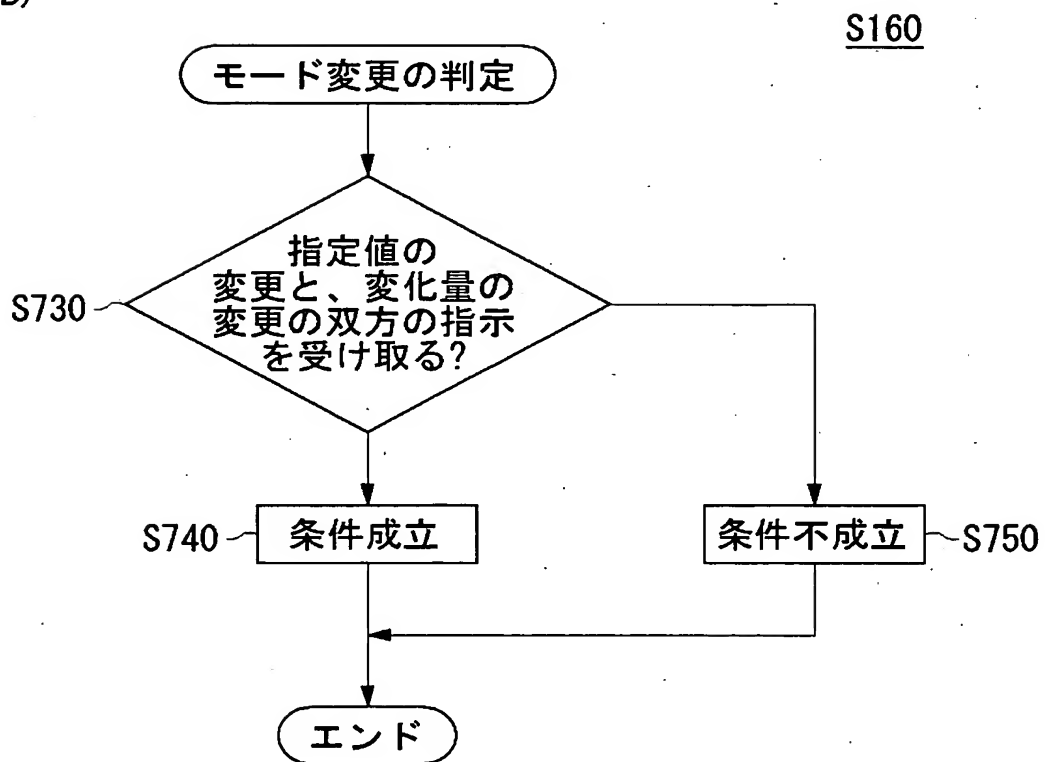 S160
モード変更の判定
指定値の
変更と、変化量の
変更の双方の指示
を受け取る?
S730
S740
条件成立
条件不成立
S750
エンド